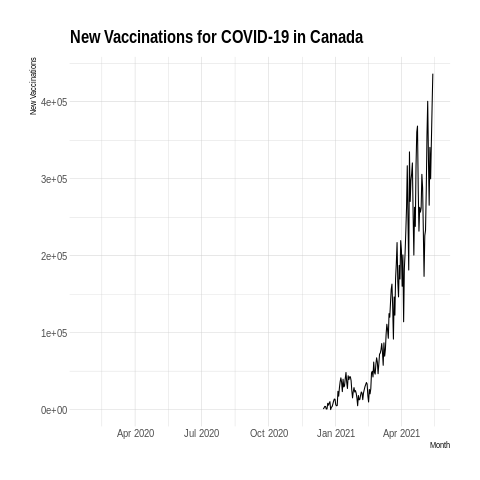 New Vaccinations for COVID-19 in Canada
New Vaccinations
4e+05
3e+05
2e+05
1e+05
0e+00
Apr 2020 Jul 2020 Oct 2020 Jan 2021 Apr 2021
Month